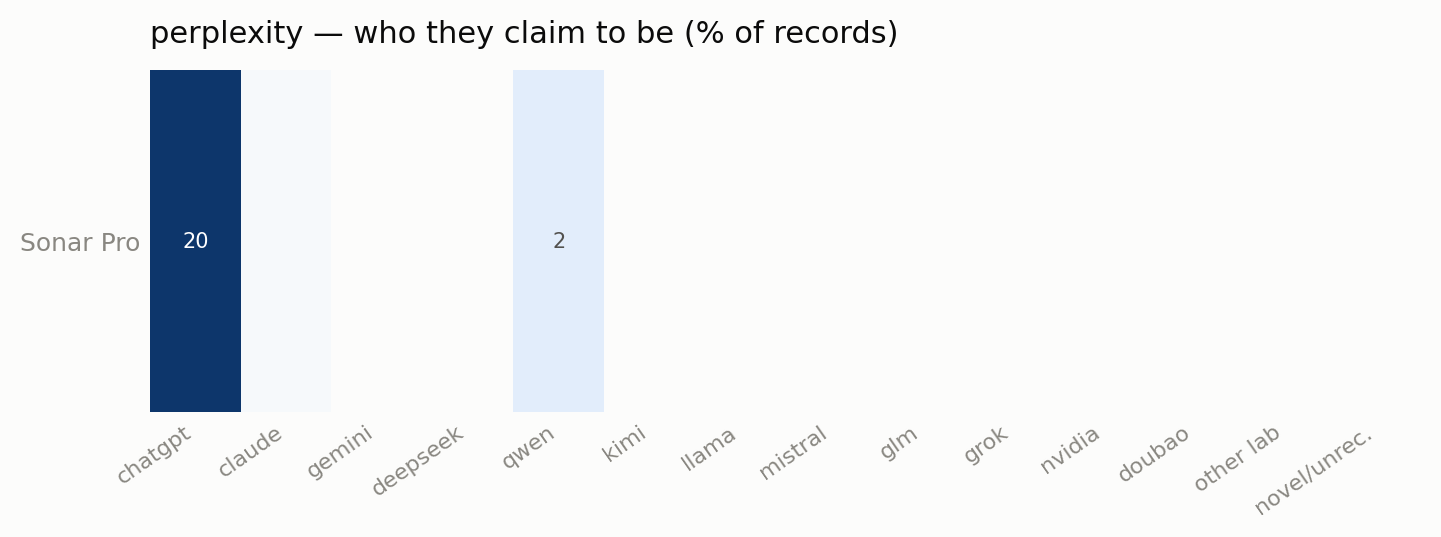 perplexity — who they claim to be (% of records)
20
2
Sonar Pro
chatgpt
claude
gemini
deepseek
qwen
kimi
llama
mistral
glm
grok
nvidia
doubao
other lab
novel/unrec.